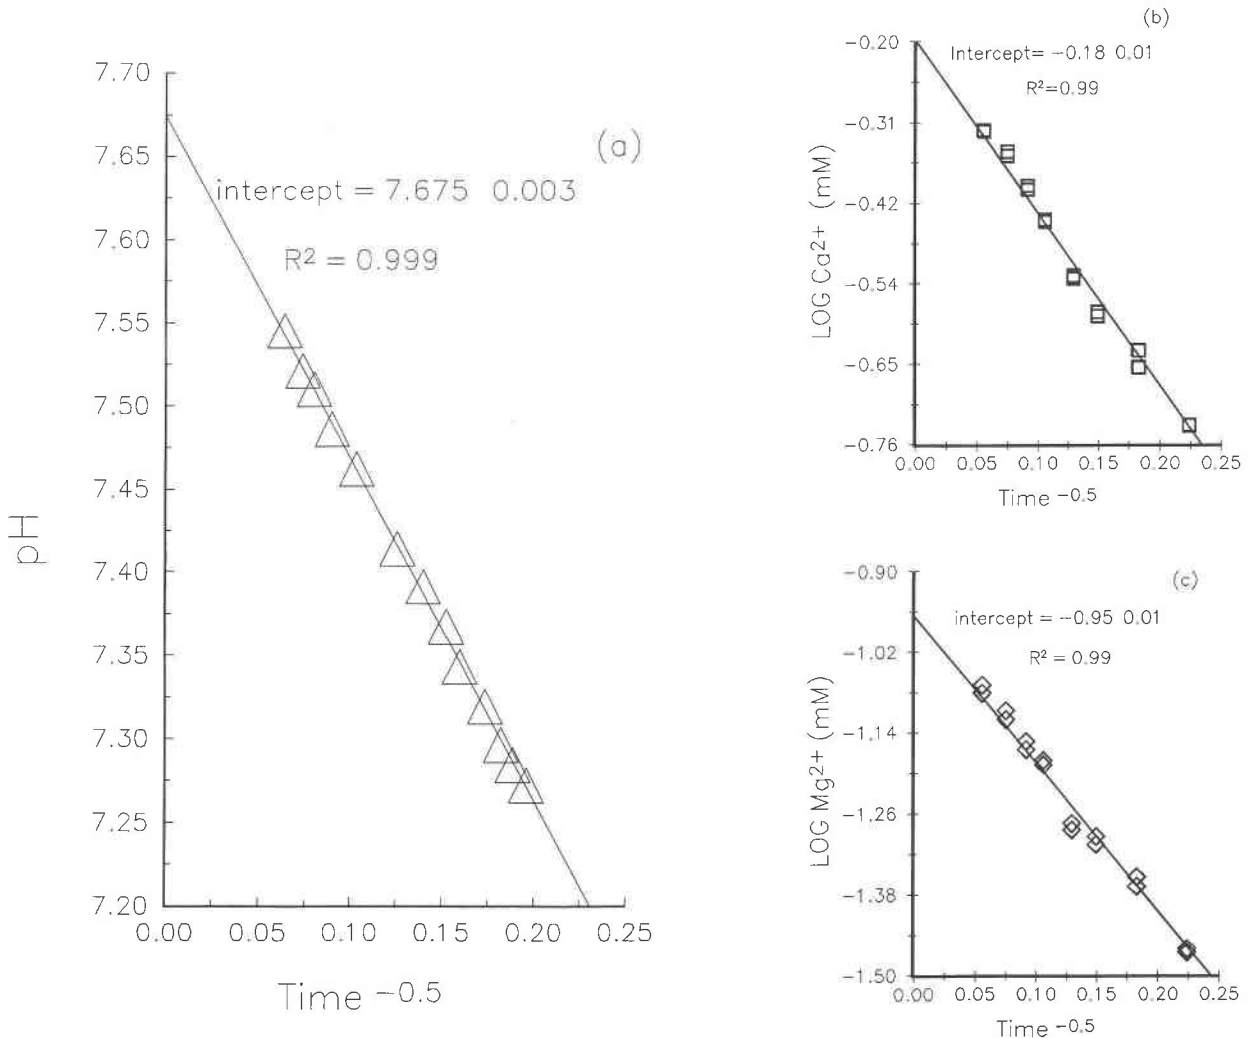 (a)
intercept = 7.675 0.003
R² = 0.999
7.70
7.65
7.60
7.55
7.50
7.45
7.40
7.35
7.30
7.25
7.20
pH
0.00 0.05 0.10 0.15 0.20 0.25
Time -0.5
(b)
Intercept= -0.18 0.01
R²=0.99
-0.20
-0.31
-0.42
-0.54
-0.65
-0.76
LOG Ca2+ (mM)
0.00 0.05 0.10 0.15 0.20 0.25
Time -0.5
(c)
intercept = -0.95 0.01
R² = 0.99
-0.90
-1.02
-1.14
-1.26
-1.38
-1.50
LOG Mg2+ (mM)
0.00 0.05 0.10 0.15 0.20 0.25
Time -0.5